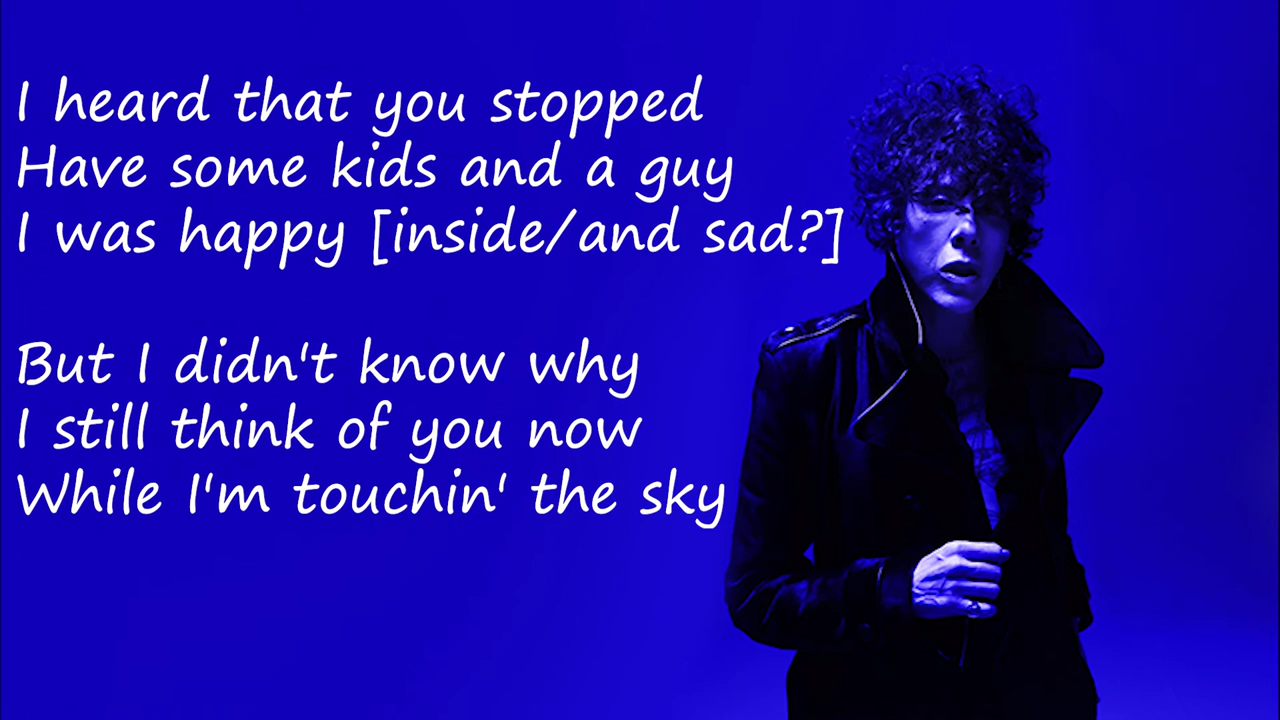 I heard that you stopped
Have some kids and a guy
I was happy [inside/and sad?]
But I didn't know why
I still think of you now
While I'm touchin' the sky